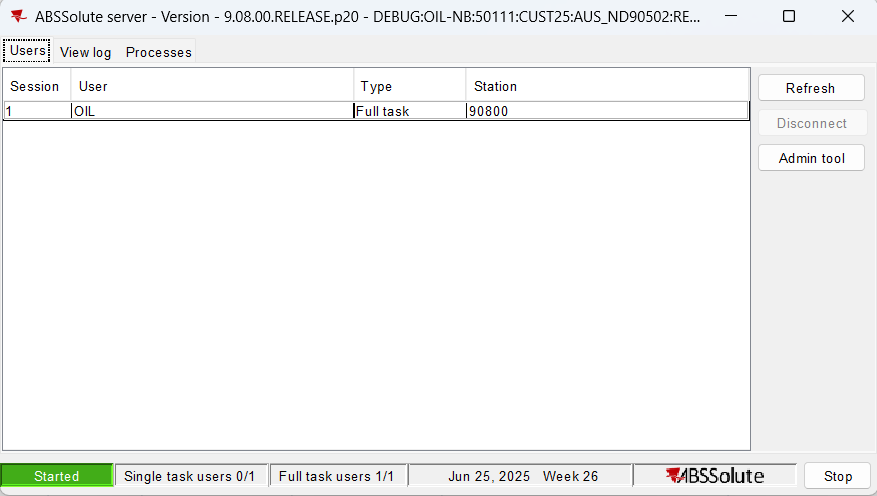 ABSSolute server - Version - 9.08.00.RELEASE.p20 - DEBUG:OIL-NB:50111:CUST25:AUS_ND90502:RE...
Users View log Processes
Session User Type Station
1 OIL Full task 90800
Refresh
Disconnect
Admin tool
Started Single task users 0/1 Full task users 1/1 Jun 25, 2025 Week 26 ABSSolute Stop